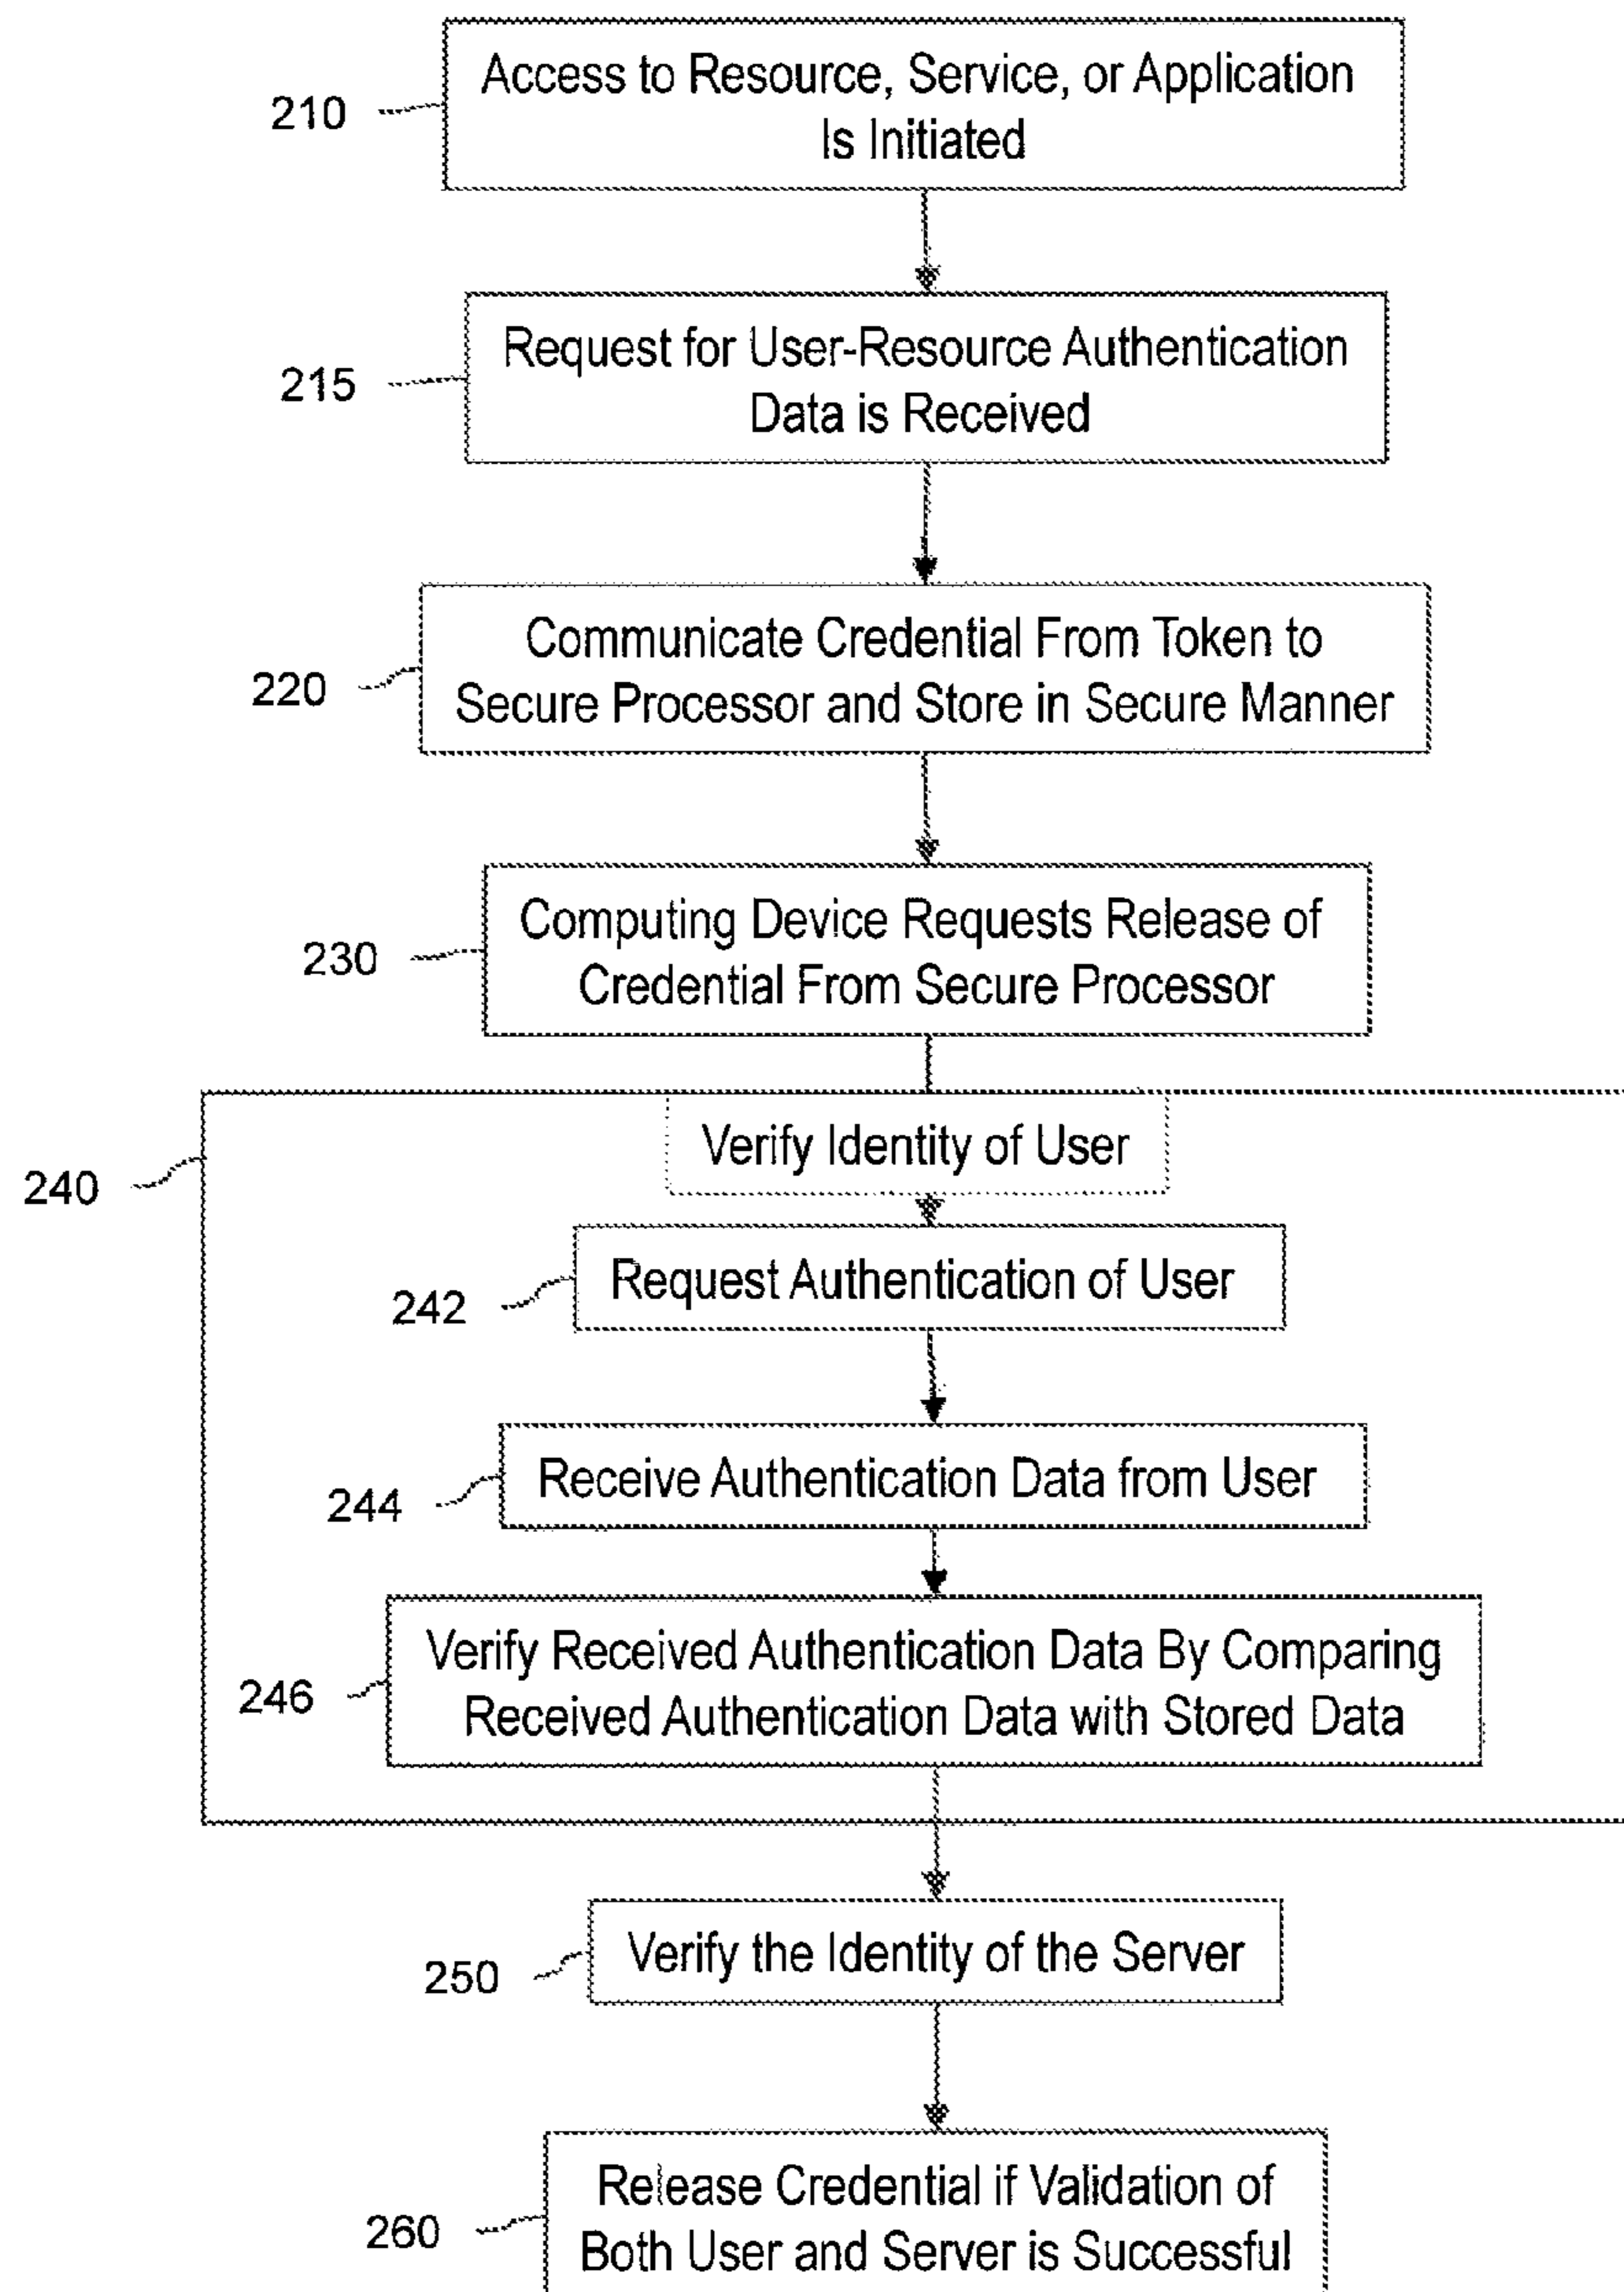 Access to Resource, Service, or Application
Is Initiated
210
Request for User-Resource Authentication
Data is Received
215
Communicate Credential From Token to
Secure Processor and Store in Secure Manner
220
Computing Device Requests Release of
Credential From Secure Processor
230
Verify Identity of User
240
Request Authentication of User
242
Receive Authentication Data from User
244
Verify Received Authentication Data By Comparing
Received Authentication Data with Stored Data
246
Verify the Identity of the Server
250
Release Credential if Validation of
Both User and Server is Successful
260